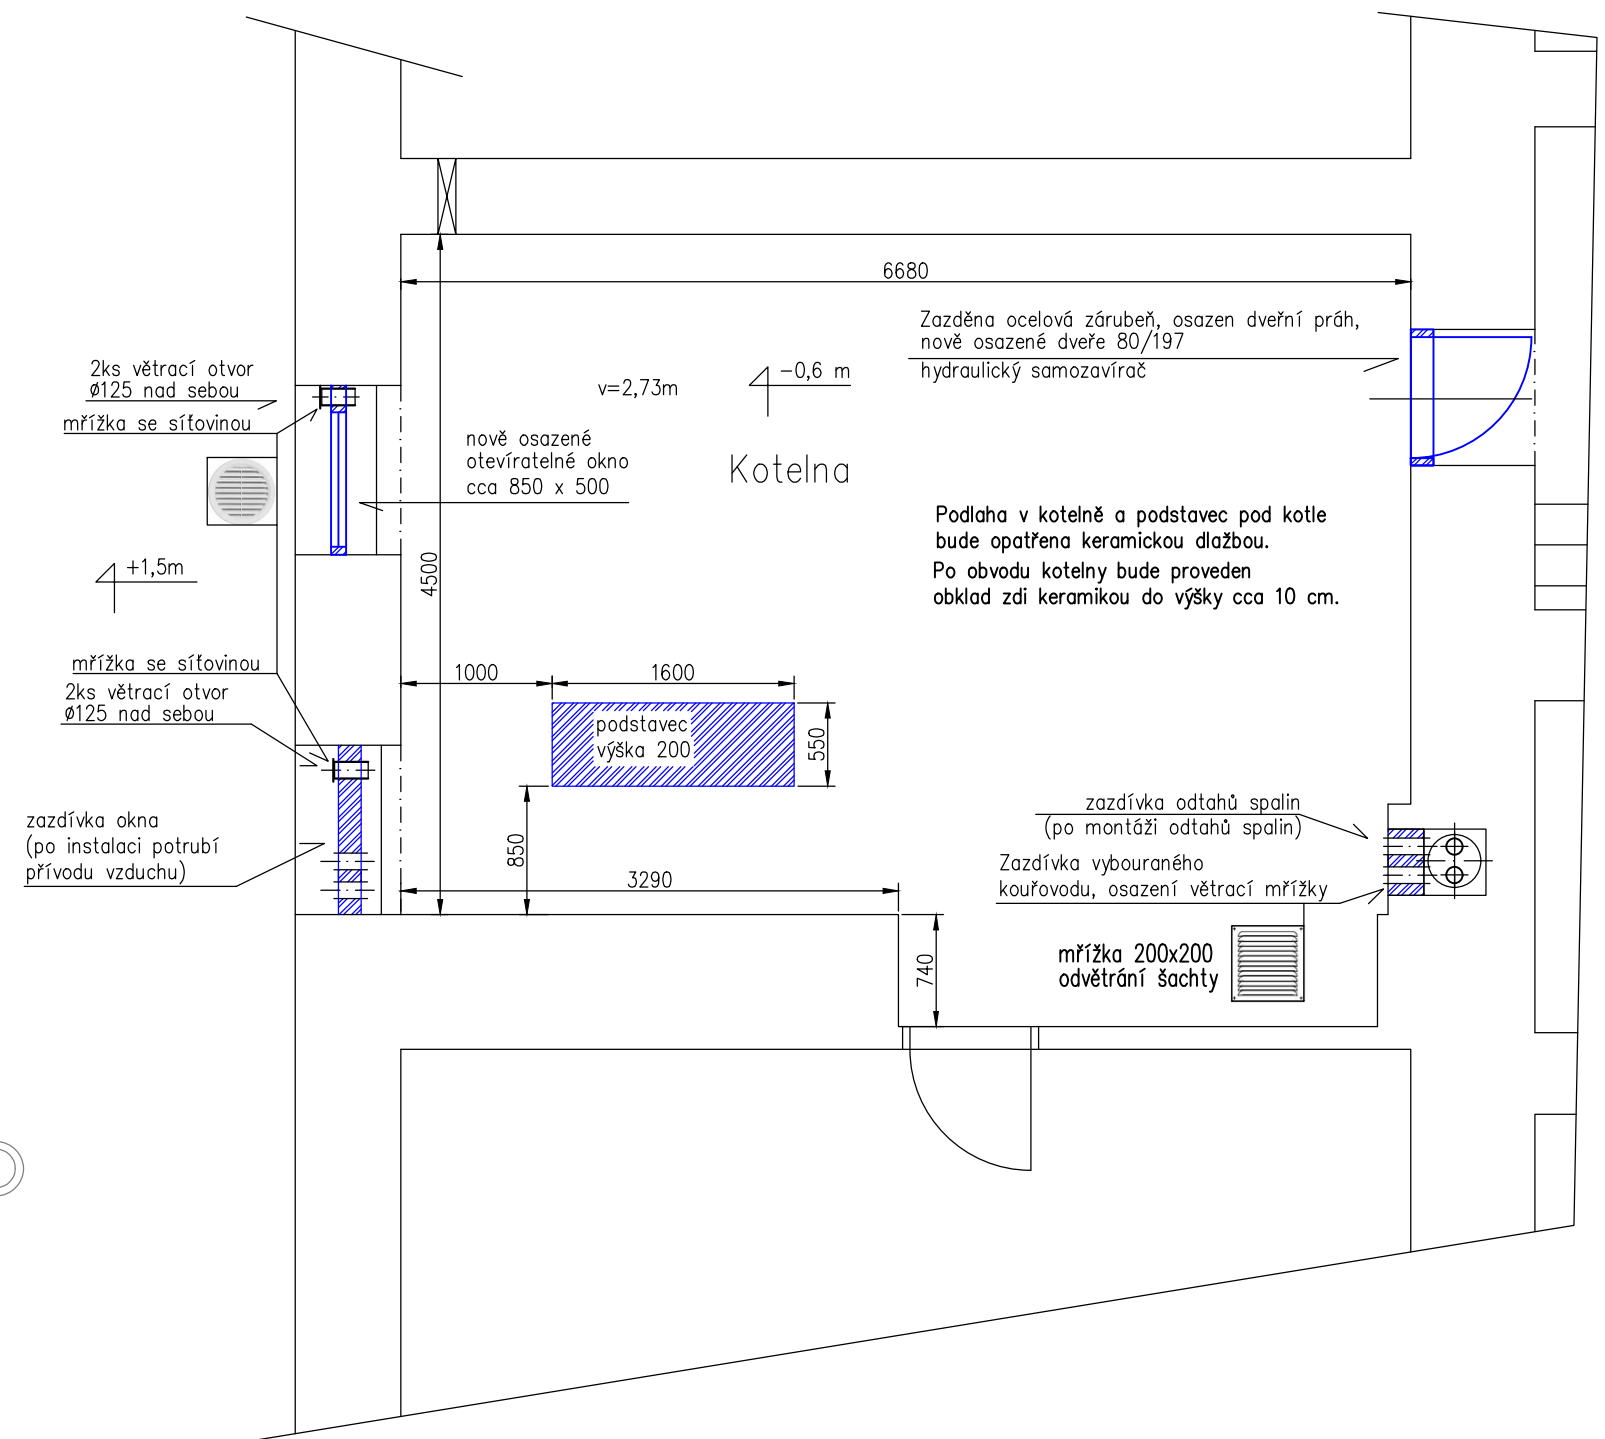 6680
Zazděna ocelová zárubeň, osazen dveřní práh,
nově osazené dveře 80/197
hydraulický samozavírač
2ks větrací otvor
Ø125 nad sebou
mřížka se síťovinou
v=2,73m
-0,6 m
nově osazené
otevíratelné okno
cca 850 x 500
Kotelna
Podlaha v kotelně a podstavec pod kotle
bude opatřena keramickou dlažbou.
Po obvodu kotelny bude proveden
obklad zdi keramikou do výšky cca 10 cm.
4500
+1,5m
mřížka se síťovinou
2ks větrací otvor
Ø125 nad sebou
1000
1600
podstavec
výška 200
550
850
zazdívka okna
(po instalaci potrubí
přívodu vzduchu)
3290
zazdívka odtahů spalin
(po montáži odtahů spalin)
Zazdívka vybouraného
kouřovodu, osazení větrací mřížky
740
mřížka 200x200
odvětrání šachty